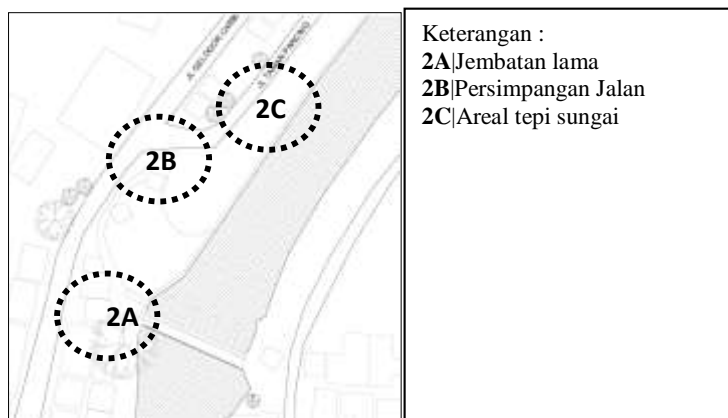 2C
2B
2A
Keterangan :
2A|Jembatan lama
2B|Persimpangan Jalan
2C|Areal tepi sungai